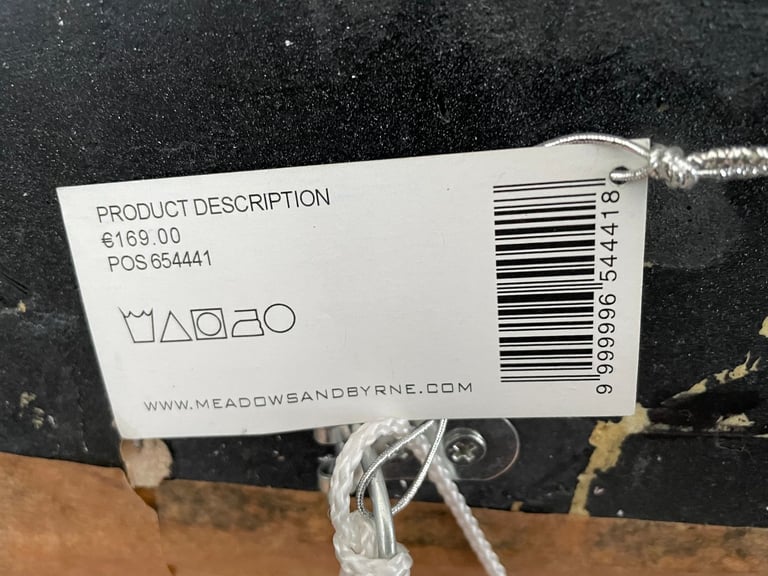 PRODUCT DESCRIPTION
€169.00
POS 654441
WWW.MEADOWSANDBYRNE.COM
9 999996 544418